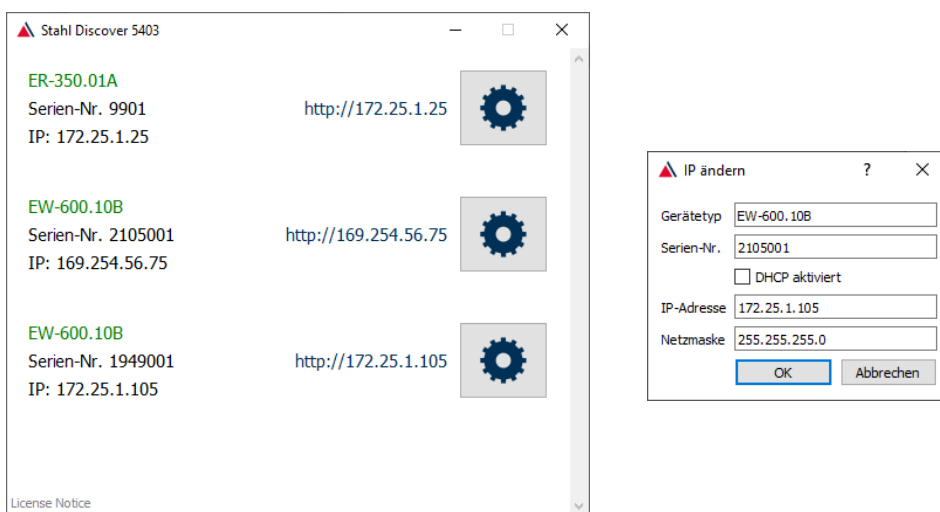 Stahl Discover 5403
ER-350.01A
Serien-Nr. 9901
http://172.25.1.25
IP: 172.25.1.25
EW-600.10B
Serien-Nr. 2105001
http://169.254.56.75
IP: 169.254.56.75
EW-600.10B
Serien-Nr. 1949001
http://172.25.1.105
IP: 172.25.1.105
License Notice
IP ändern
?
Gerätetyp EW-600.10B
Serien-Nr. 2105001
DHCP aktiviert
IP-Adresse 172.25.1.105
Netzmaske 255.255.255.0
OK Abbrechen